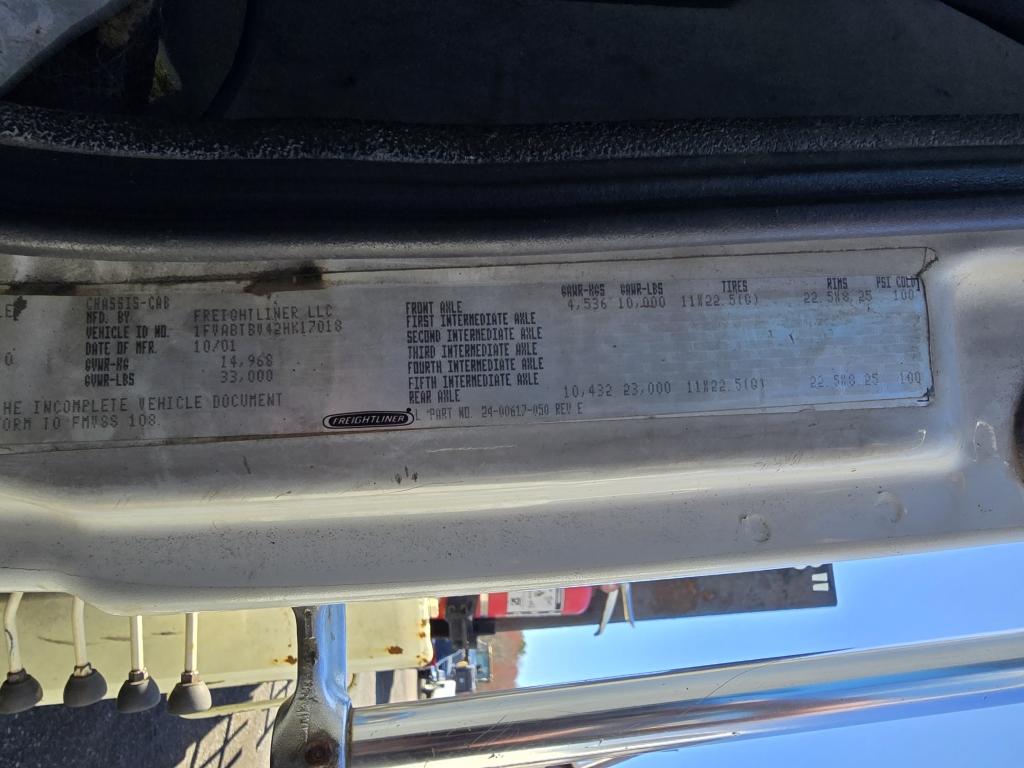 CHASSIS-CAB
MFD. BY FREIGHTLINER LLC
VEHICLE ID NO. 1FVABTBV42HK17018
DATE OF MFR. 10/01
GVWR-KG 14,968
GVWR-LBS 33,000
HE INCOMPLETE VEHICLE DOCUMENT
ORM TO FMVSS 108.
GAWR-KGS GAWR-LBS TIRES RIMS PSI COLD
FRONT AXLE 4,536 10,000 11R22.5(G) 22.5X8.25 100
FIRST INTERMEDIATE AXLE
SECOND INTERMEDIATE AXLE
THIRD INTERMEDIATE AXLE
FOURTH INTERMEDIATE AXLE
FIFTH INTERMEDIATE AXLE
REAR AXLE 10,432 23,000 11R22.5(G) 22.5X8.25 100
FREIGHTLINER
PART NO. 24-00617-050 REV E